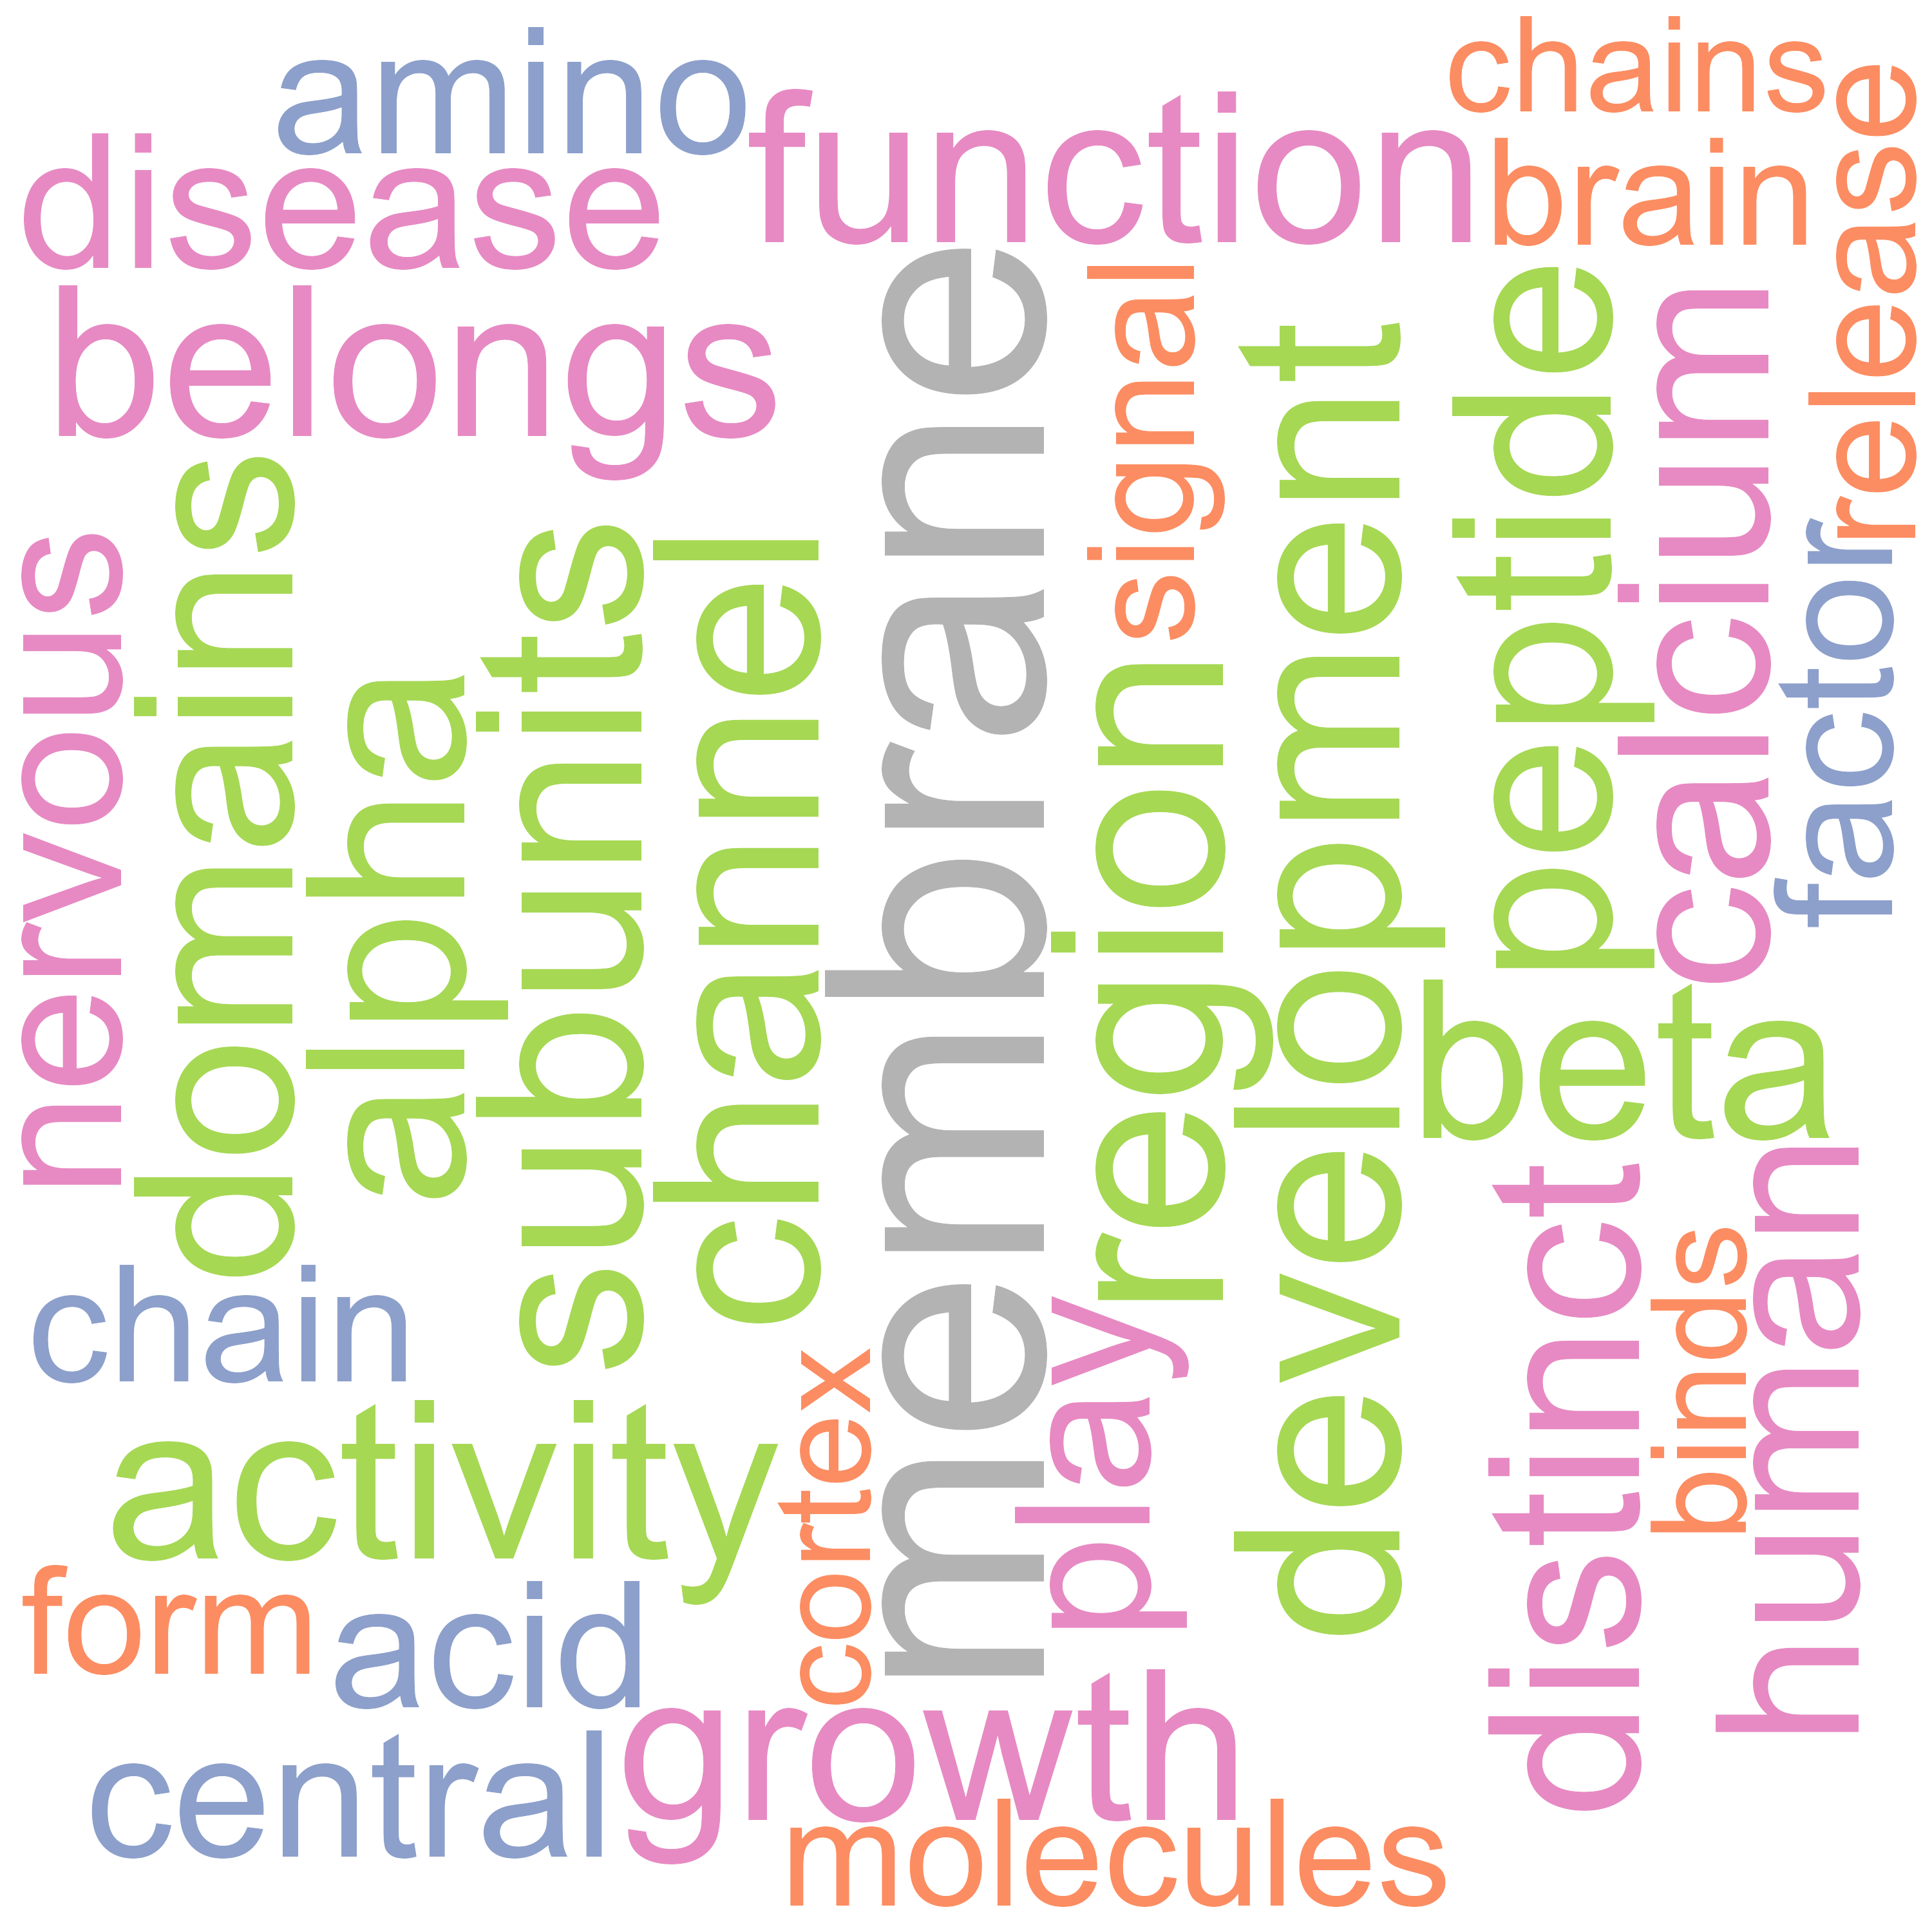 amino
chains
disease
function
brain
release
belongs
membrane
signal
development
peptide
calcium
factor
nervous
domains
alpha
subunits
channel
regions
beta
chain
activity
cortex
play
distinct
binds
human
form
acid
central
growth
molecules